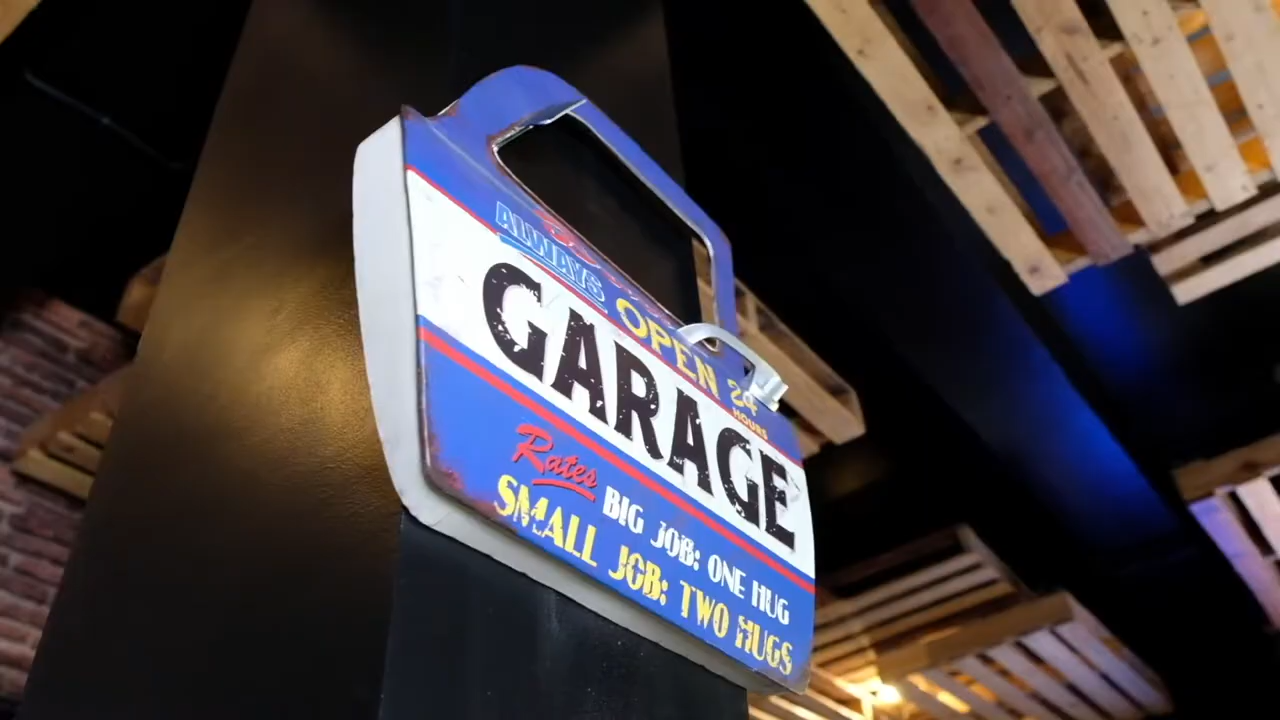 ALWAYS
OPEN 24
HOURS
GARAGE
Rates
BIG JOB: ONE HUG
SMALL JOB: TWO HUGS